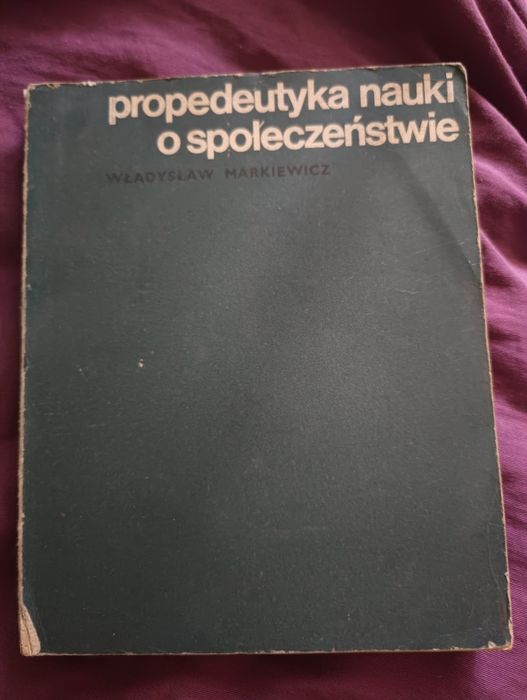 propedeutyka nauki
o społeczeństwie
WŁADYSŁAW MARKIEWICZ